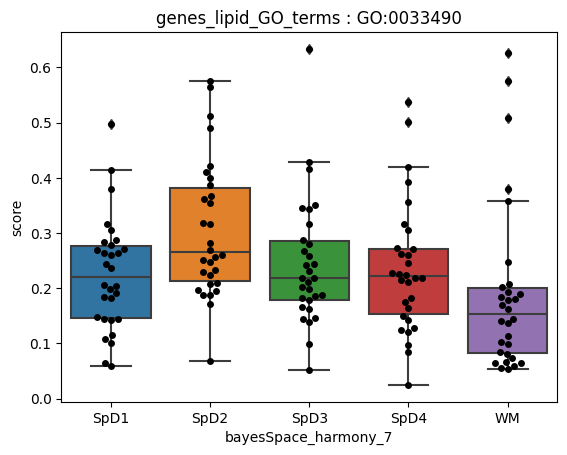 genes_lipid_GO_terms : GO:0033490
score
0.6
0.5
0.4
0.3
0.2
0.1
0.0
SpD1 SpD2 SpD3 SpD4 WM
bayesSpace_harmony_7